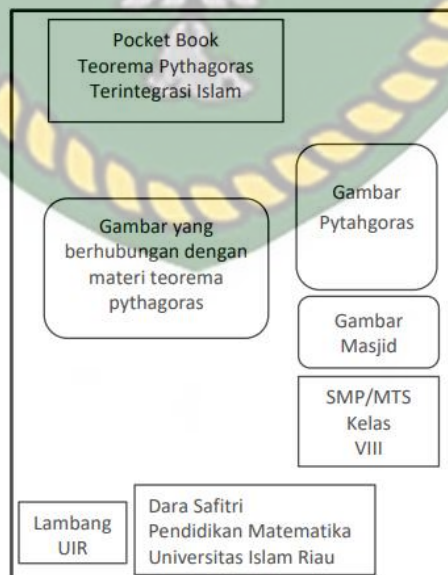 Pocket Book
Teorema Pythagoras
Terintegrasi Islam
Gambar
Pytahgoras
Gambar yang
berhubungan dengan
materi teorema
pythagoras
Gambar
Masjid
SMP/MTS
Kelas
VIII
Lambang
UIR
Dara Safitri
Pendidikan Matematika
Universitas Islam Riau